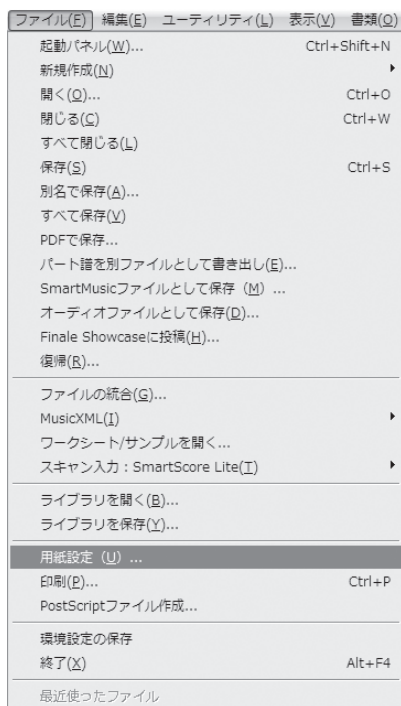 ファイル(F) 編集(E) ユーティリティ(L) 表示(V) 書類(O)
起動パネル(W)... Ctrl+Shift+N
新規作成(N)
開く(O)... Ctrl+O
閉じる(C) Ctrl+W
すべて閉じる(L)
保存(S) Ctrl+S
別名で保存(A)...
すべて保存(V)
PDFで保存...
パート譜を別ファイルとして書き出し(E)...
SmartMusicファイルとして保存（M）...
オーディオファイルとして保存(D)...
Finale Showcaseに投稿(H)...
復帰(R)...
ファイルの統合(G)...
MusicXML(I)
ワークシート/サンプルを開く...
スキャン入力：SmartScore Lite(T)
ライブラリを開く(B)...
ライブラリを保存(Y)...
用紙設定（U）...
印刷(P)... Ctrl+P
PostScriptファイル作成...
環境設定の保存
終了(X) Alt+F4
最近使ったファイル